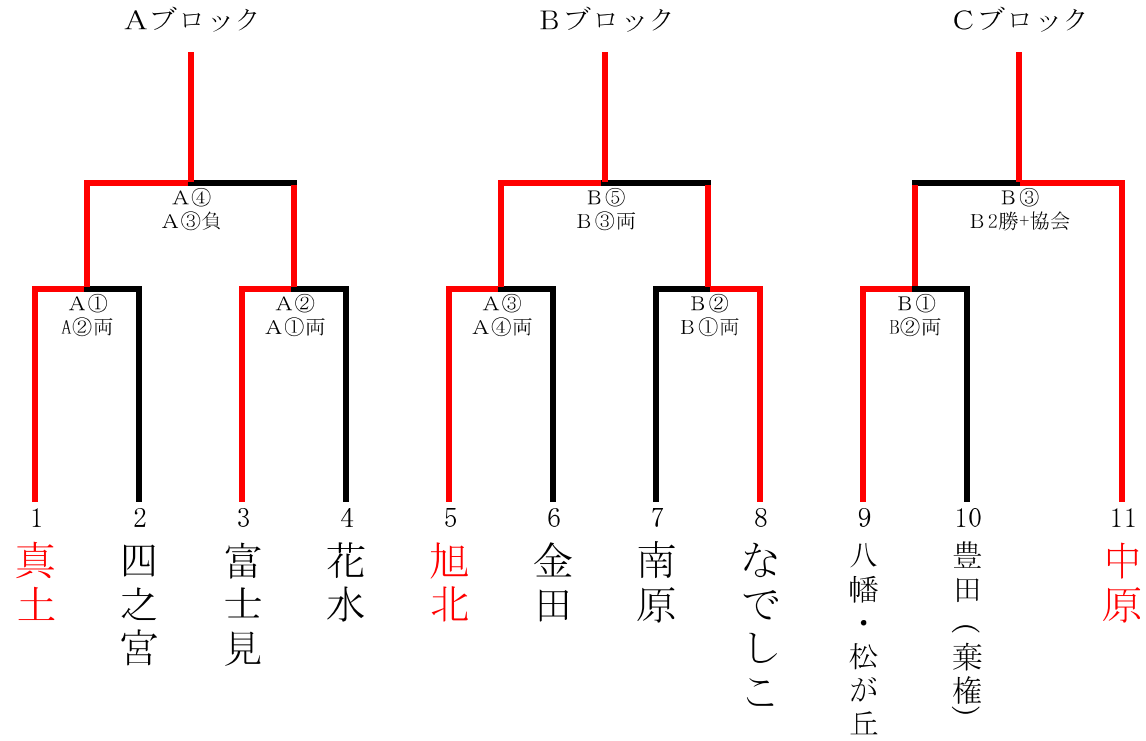 Aブロック
Bブロック
Cブロック
A④
A③負
B⑤
B③両
B③
B2勝+協会
A①
A②両
A②
A①両
A③
A④両
B②
B①両
B①
B②両
1
2
3
4
5
6
7
8
9
10
11
真土
四之宮
富士見
花水
旭北
金田
南原
なでしこ
八幡・松が丘
豊田(棄権)
中原